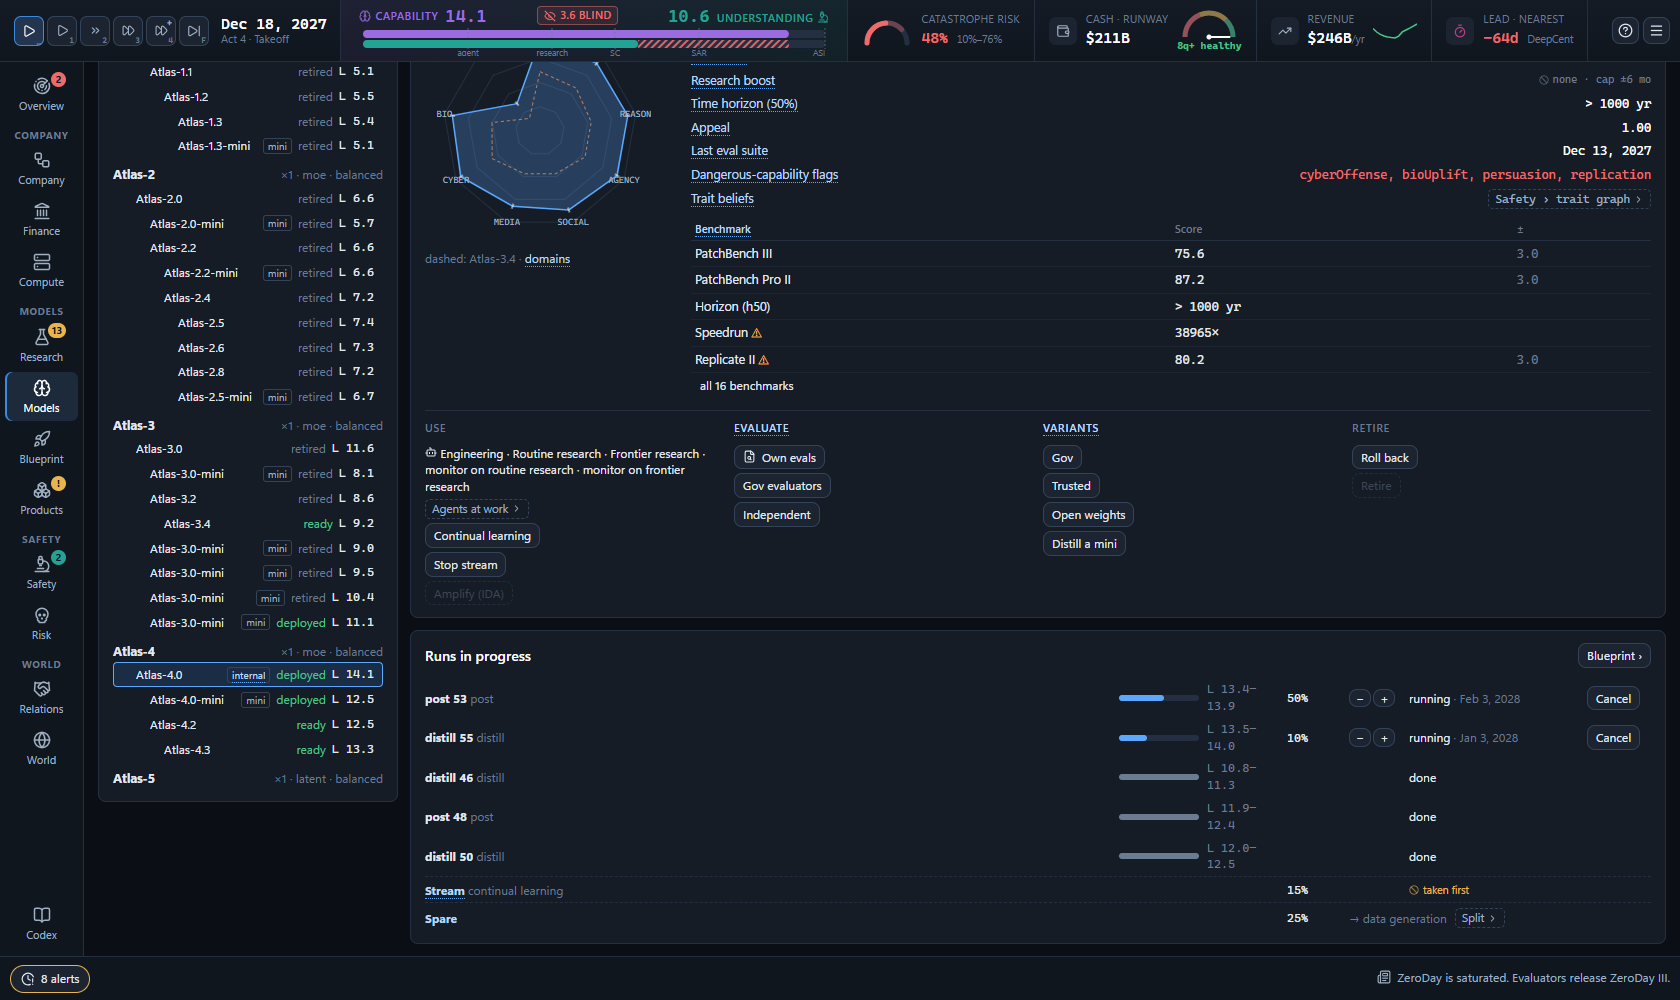 Dec 18, 2027
Act 4 · Takeoff
1
2
3
4
F
CAPABILITY 14.1
3.6 BLIND
10.6 UNDERSTANDING
agent
research
SC
SAR
ASI
CATASTROPHE RISK
48% 10%–76%
CASH · RUNWAY
$211B
8q+ healthy
REVENUE
$246B/yr
LEAD · NEAREST
−64d DeepCent
2
Overview
COMPANY
Company
Finance
Compute
MODELS
13
Research
Models
Blueprint
!
Products
SAFETY
2
Safety
Risk
WORLD
Relations
World
Codex
Atlas-1.1 retired L 5.1
Atlas-1.2 retired L 5.5
Atlas-1.3 retired L 5.4
Atlas-1.3-mini mini retired L 5.1
Atlas-2 ×1 · moe · balanced
Atlas-2.0 retired L 6.6
Atlas-2.0-mini mini retired L 5.7
Atlas-2.2 retired L 6.6
Atlas-2.2-mini mini retired L 6.6
Atlas-2.4 retired L 7.2
Atlas-2.5 retired L 7.4
Atlas-2.6 retired L 7.3
Atlas-2.8 retired L 7.2
Atlas-2.5-mini mini retired L 6.7
Atlas-3 ×1 · moe · balanced
Atlas-3.0 retired L 11.6
Atlas-3.0-mini mini retired L 8.1
Atlas-3.2 retired L 8.6
Atlas-3.4 ready L 9.2
Atlas-3.0-mini mini retired L 9.0
Atlas-3.0-mini mini retired L 9.5
Atlas-3.0-mini mini retired L 10.4
Atlas-3.0-mini mini deployed L 11.1
Atlas-4 ×1 · moe · balanced
Atlas-4.0 internal deployed L 14.1
Atlas-4.0-mini mini deployed L 12.5
Atlas-4.2 ready L 12.5
Atlas-4.3 ready L 13.3
Atlas-5 ×1 · latent · balanced
BIO
REASON
CYBER
AGENCY
MEDIA
SOCIAL
dashed: Atlas-3.4 · domains
Research boost none · cap ±6 mo
Time horizon (50%) > 1000 yr
Appeal 1.00
Last eval suite Dec 13, 2027
Dangerous-capability flags cyberOffense, bioUplift, persuasion, replication
Trait beliefs Safety › trait graph ›
Benchmark Score ±
PatchBench III 75.6 3.0
PatchBench Pro II 87.2 3.0
Horizon (h50) > 1000 yr
Speedrun 38965×
Replicate II 80.2 3.0
all 16 benchmarks
USE
Engineering · Routine research · Frontier research ·
monitor on routine research · monitor on frontier
research
Agents at work ›
Continual learning
Stop stream
Amplify (IDA)
EVALUATE
Own evals
Gov evaluators
Independent
VARIANTS
Gov
Trusted
Open weights
Distill a mini
RETIRE
Roll back
Retire
Runs in progress
Blueprint ›
post 53 post L 13.4–13.9 50% − + running · Feb 3, 2028 Cancel
distill 55 distill L 13.5–14.0 10% − + running · Jan 3, 2028 Cancel
distill 46 distill L 10.8–11.3 done
post 48 post L 11.9–12.4 done
distill 50 distill L 12.0–12.5 done
Stream continual learning 15% taken first
Spare 25% → data generation Split ›
8 alerts
ZeroDay is saturated. Evaluators release ZeroDay III.